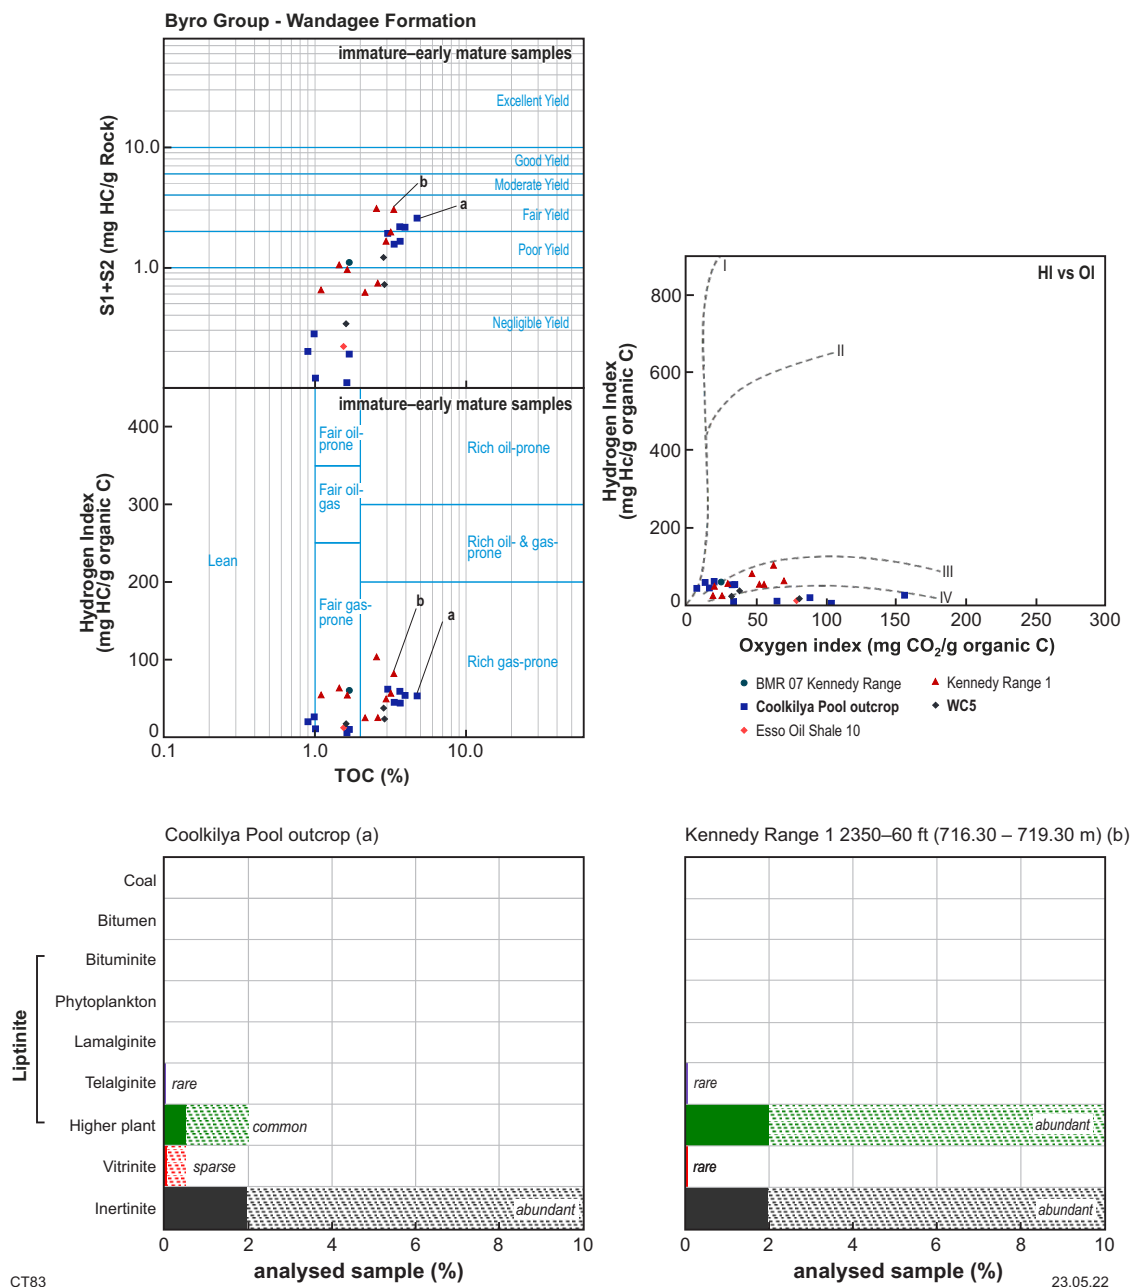 Byro Group - Wandagee Formation
immature–early mature samples
Excellent Yield
10.0
Good Yield
b
Moderate Yield
a
Fair Yield
Poor Yield
1.0
Negligible Yield
S1+S2 (mg HC/g Rock)
immature–early mature samples
400
Fair oil-
prone
Rich oil-prone
300
Fair oil-
gas
Rich oil- & gas-
prone
Lean
200
Fair gas-
prone
b
a
100
Rich gas-prone
0
Hydrogen Index
(mg HC/g organic C)
0.1
1.0
10.0
TOC (%)
HI vs OI
I
800
II
600
400
200
III
0
IV
Hydrogen Index
(mg Hc/g organic C)
0
50
100
150
200
250
300
Oxygen index (mg CO₂/g organic C)
BMR 07 Kennedy Range
Kennedy Range 1
Coolkilya Pool outcrop
WC5
Esso Oil Shale 10
Coolkilya Pool outcrop (a)
Coal
Bitumen
Bituminite
Phytoplankton
Lamalginite
Telalginite
rare
Higher plant
common
Vitrinite
sparse
Inertinite
abundant
Liptinite
0
2
4
6
8
10
analysed sample (%)
Kennedy Range 1 2350–60 ft (716.30 – 719.30 m) (b)
rare
abundant
rare
abundant
0
2
4
6
8
10
analysed sample (%)
CT83
23.05.22